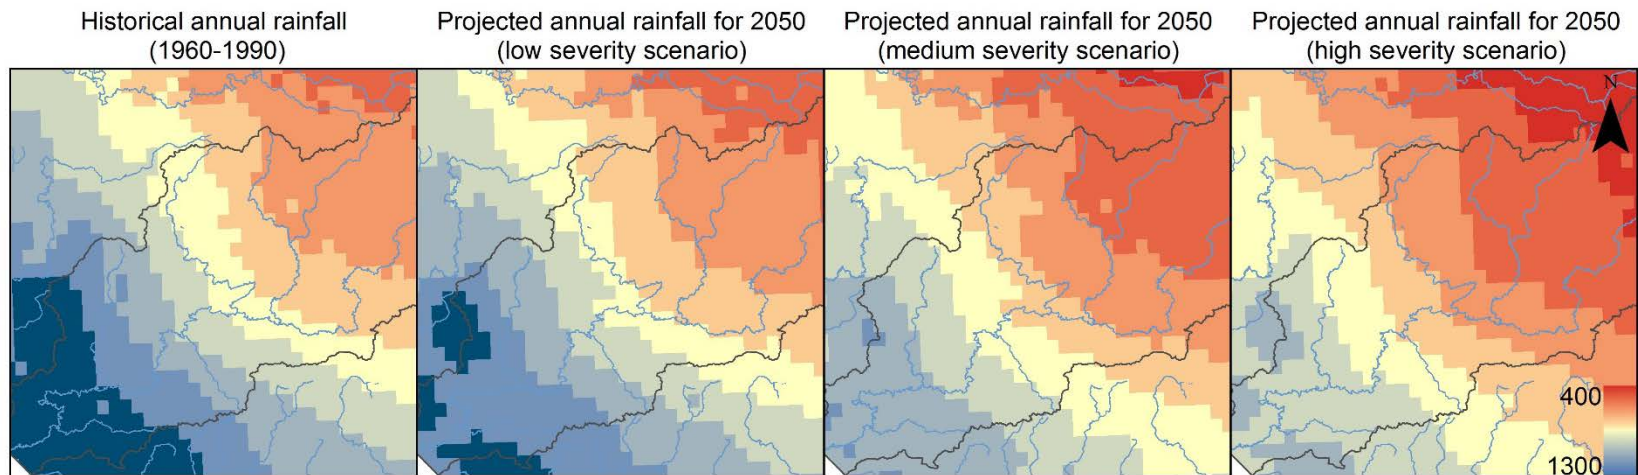 Historical annual rainfall
(1960-1990)
Projected annual rainfall for 2050
(low severity scenario)
Projected annual rainfall for 2050
(medium severity scenario)
Projected annual rainfall for 2050
(high severity scenario)
N
400
1300